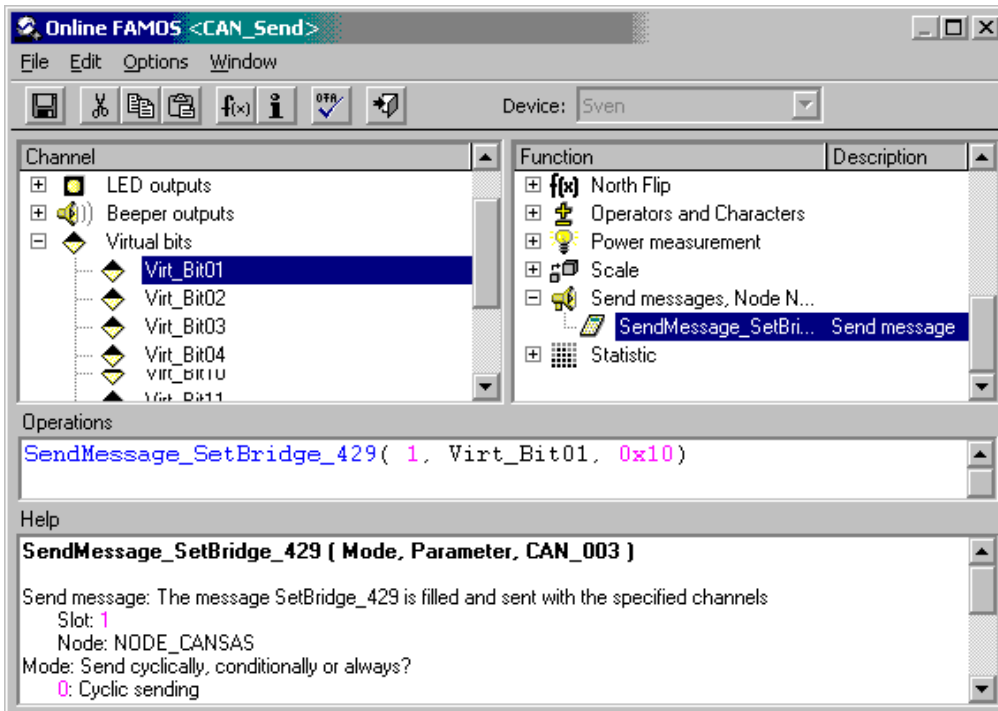 Online FAMOS <CAN_Send>
File Edit Options Window
f(x) i OTA Device: Sven
Channel
LED outputs
Beeper outputs
Virtual bits
Virt_Bit01
Virt_Bit02
Virt_Bit03
Virt_Bit04
Virt_Bit10
Virt_Bit11
Function Description
f(x) North Flip
Operators and Characters
Power measurement
Scale
Send messages, Node N...
SendMessage_SetBri... Send message
Statistic
Operations
SendMessage_SetBridge_429( 1, Virt_Bit01, 0x10)
Help
SendMessage_SetBridge_429 ( Mode, Parameter, CAN_003 )
Send message: The message SetBridge_429 is filled and sent with the specified channels
Slot: 1
Node: NODE_CANSAS
Mode: Send cyclically, conditionally or always?
0: Cyclic sending